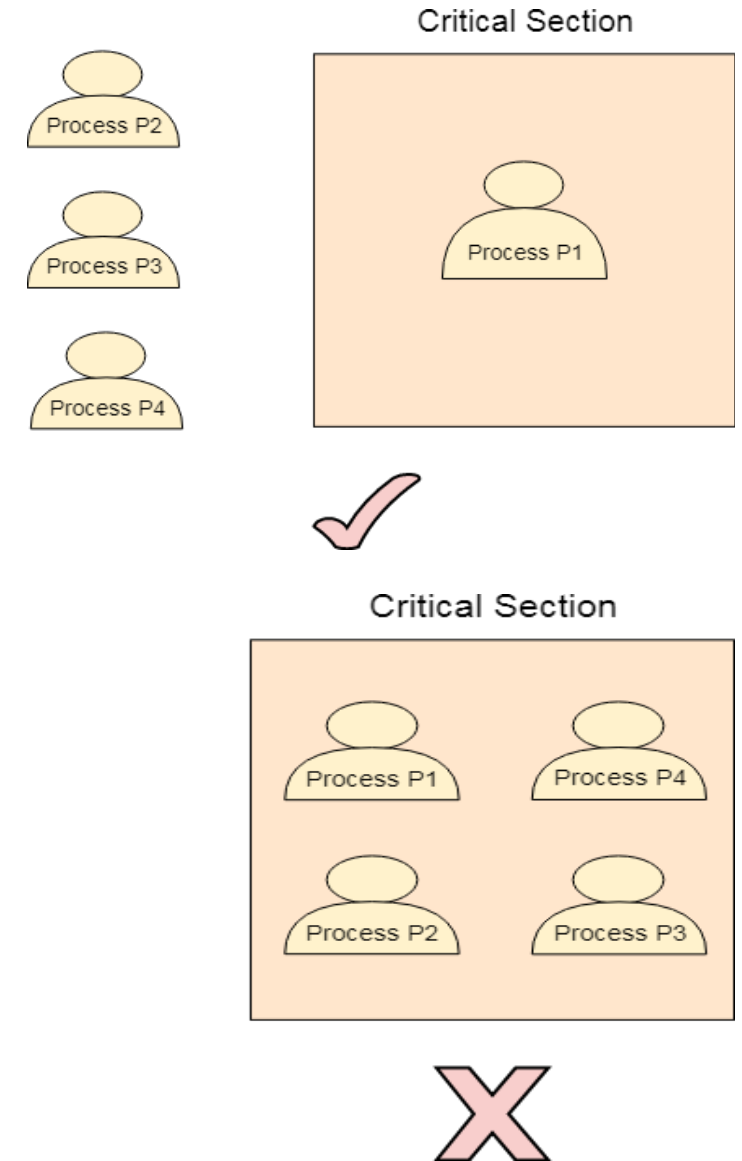 Critical Section
Process P2
Process P1
Process P3
Process P4
Critical Section
Process P1
Process P4
Process P2
Process P3